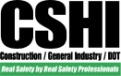 CSHI
Construction / General Industry / DOT
Real Safety by Real Safety Professionals